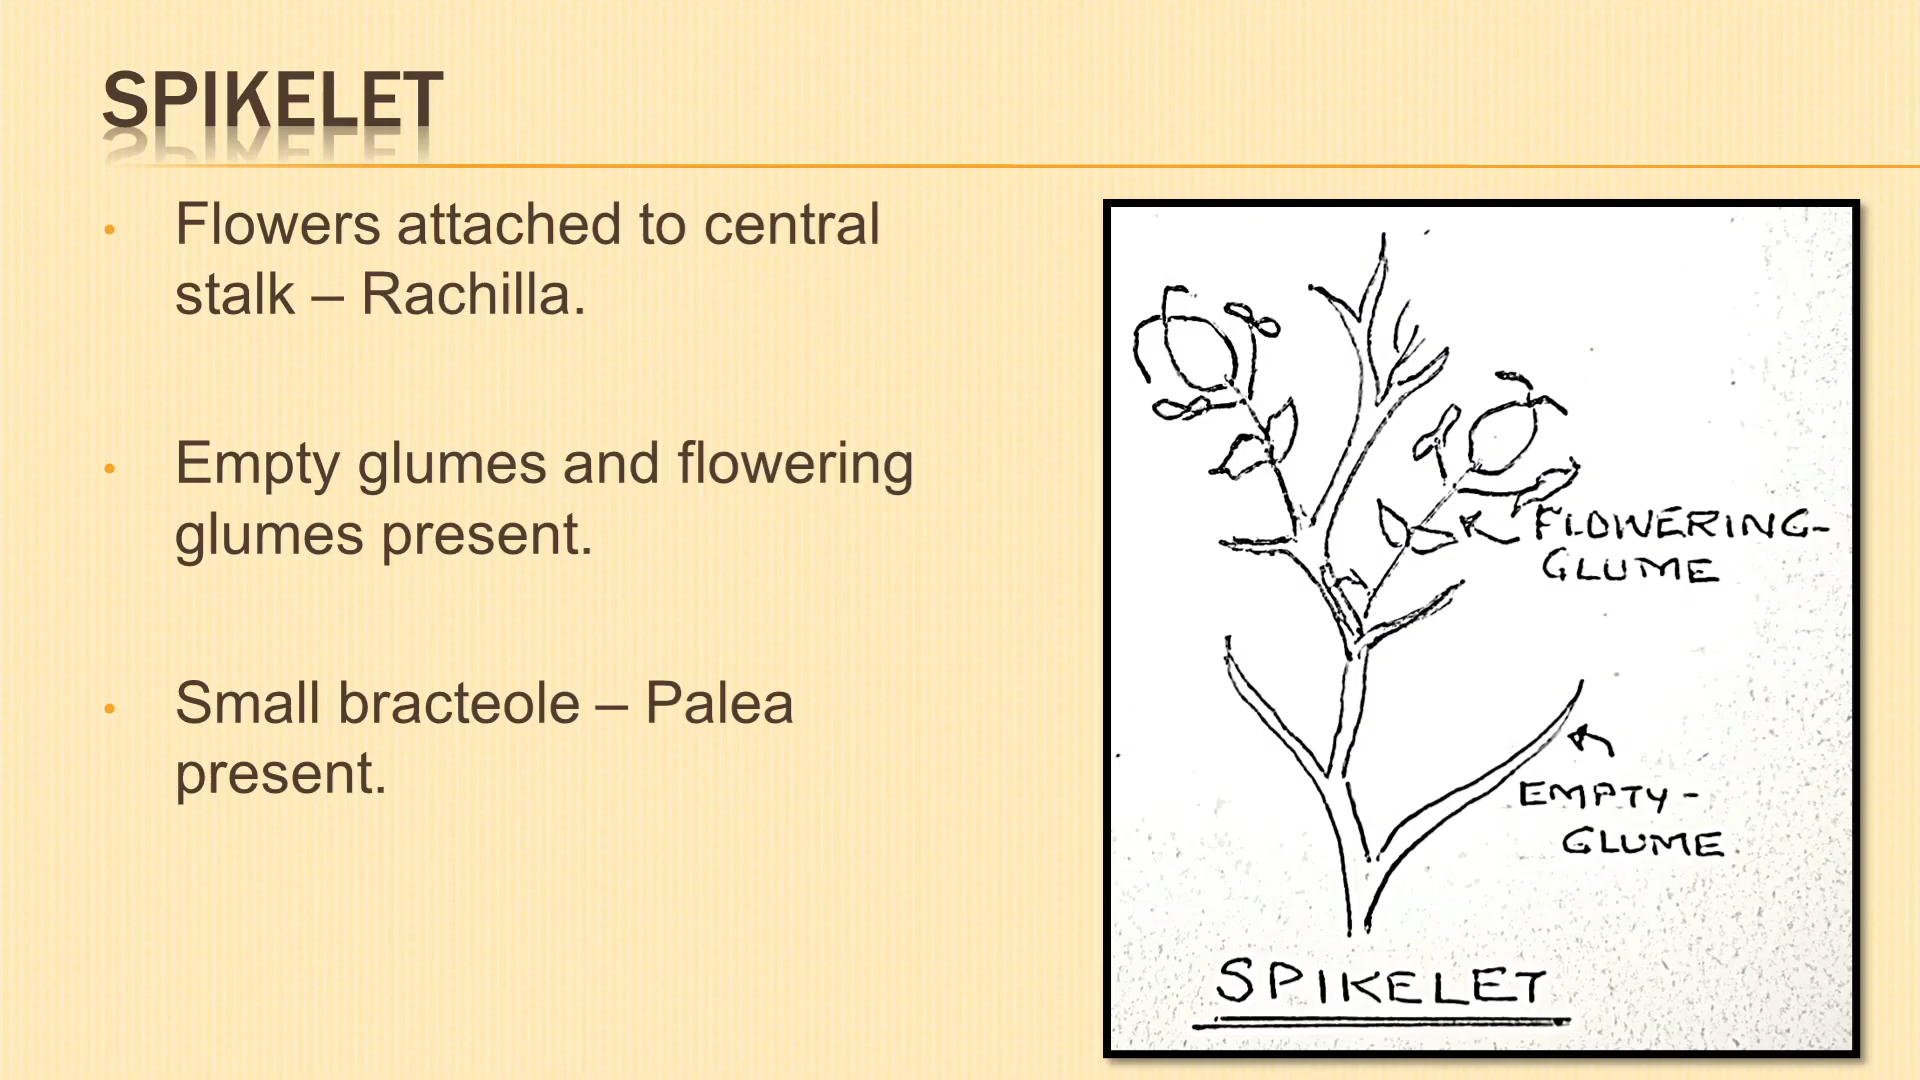 SPIKELET
• Flowers attached to central
stalk – Rachilla.
• Empty glumes and flowering
glumes present.
• Small bracteole – Palea
present.
FLOWERING-
GLUME
EMPTY-
GLUME
SPIKELET